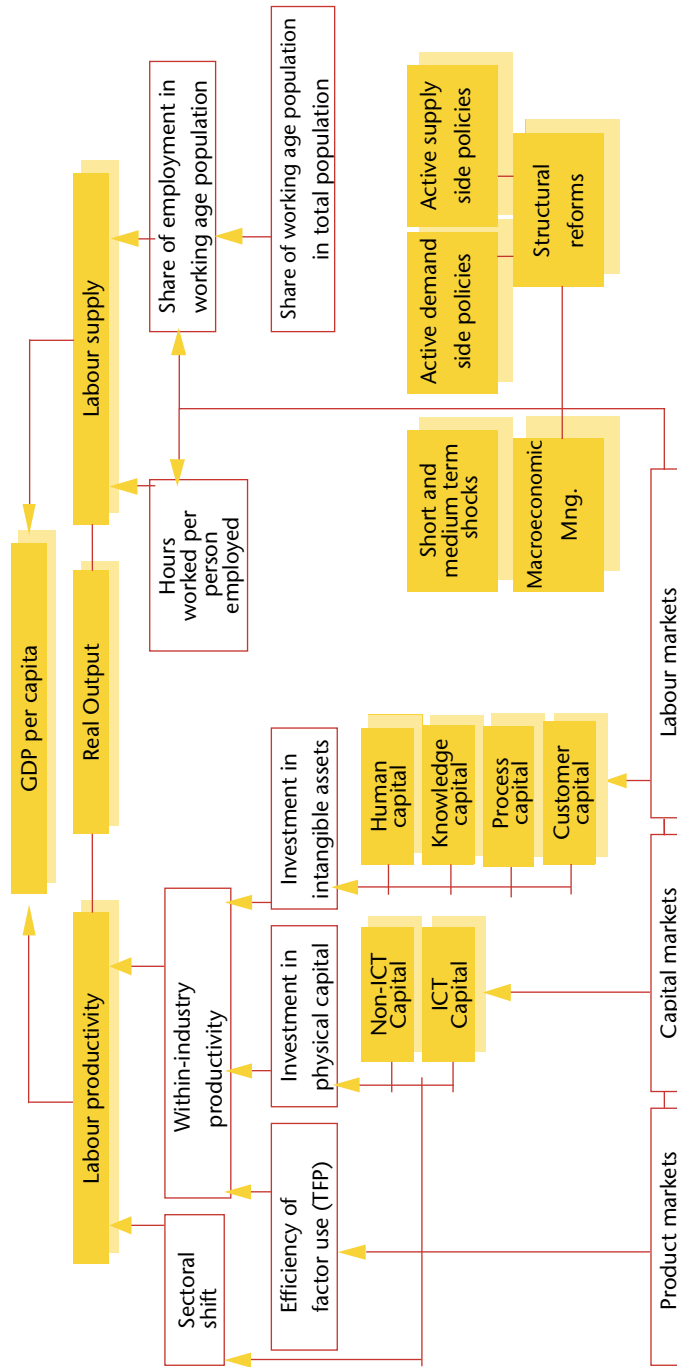 GDP per capita
Labour productivity
Real Output
Labour supply
Sectoral
shift
Within-industry
productivity
Hours
worked per
person
employed
Share of employment in
working age population
Efficiency of
factor use (TFP)
Investment in
physical capital
Investment in
intangible assets
Share of working age population
in total population
Non-ICT
Capital
ICT
Capital
Human
capital
Knowledge
capital
Process
capital
Customer
capital
Short and
medium term
shocks
Active demand
side policies
Active supply
side policies
Macroeconomic
Mng.
Structural
reforms
Product markets
Capital markets
Labour markets